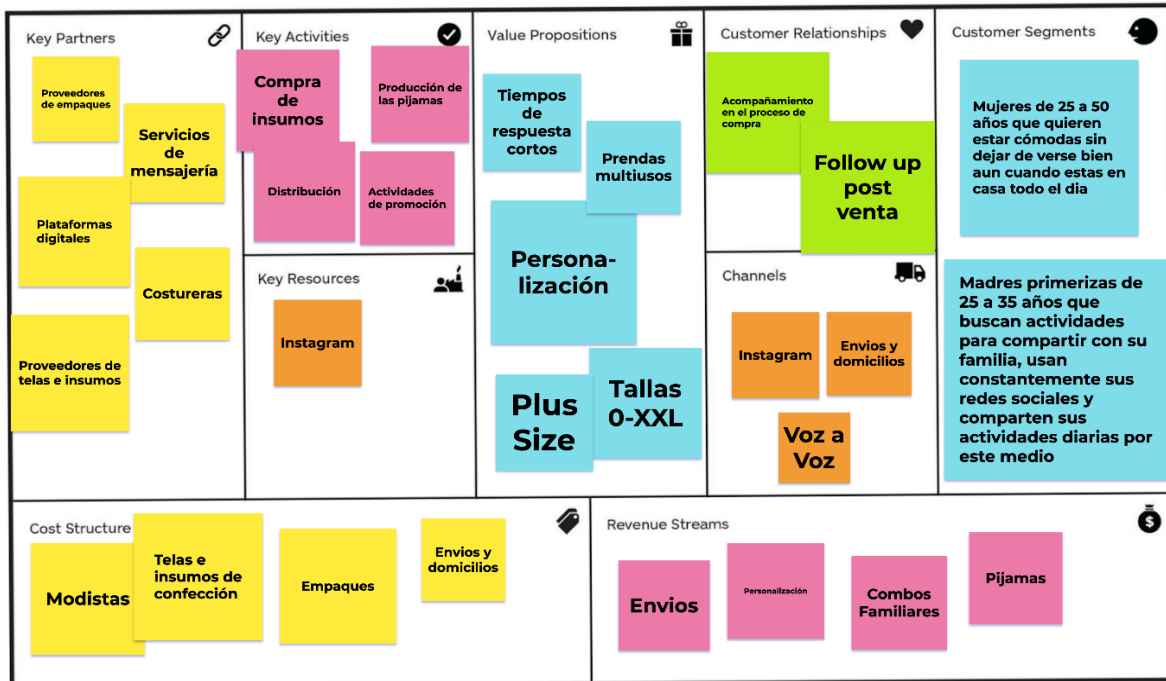 Key Partners
Proveedores
de empaques
Servicios
de
mensajería
Plataformas
digitales
Costureras
Proveedores de
telas e insumos
Key Activities
Compra
de
insumos
Producción de
las pijamas
Distribución
Actividades
de promoción
Key Resources
Instagram
Value Propositions
Tiempos
de
respuesta
cortos
Prendas
multiusos
Persona-
lización
Plus
Size
Tallas
0-XXL
Customer Relationships
Acompañamiento
en el proceso de
compra
Follow up
post
venta
Channels
Instagram
Envios y
domicilios
Voz a
Voz
Customer Segments
Mujeres de 25 a 50
años que quieren
estar cómodas sin
dejar de verse bien
aun cuando estas en
casa todo el dia
Madres primerizas de
25 a 35 años que
buscan actividades
para compartir con su
familia, usan
constantemente sus
redes sociales y
comparten sus
actividades diarias por
este medio
Cost Structure
Modistas
Telas e
insumos de
confección
Empaques
Envios y
domicilios
Revenue Streams
Envios
Personalización
Combos
Familiares
Pijamas